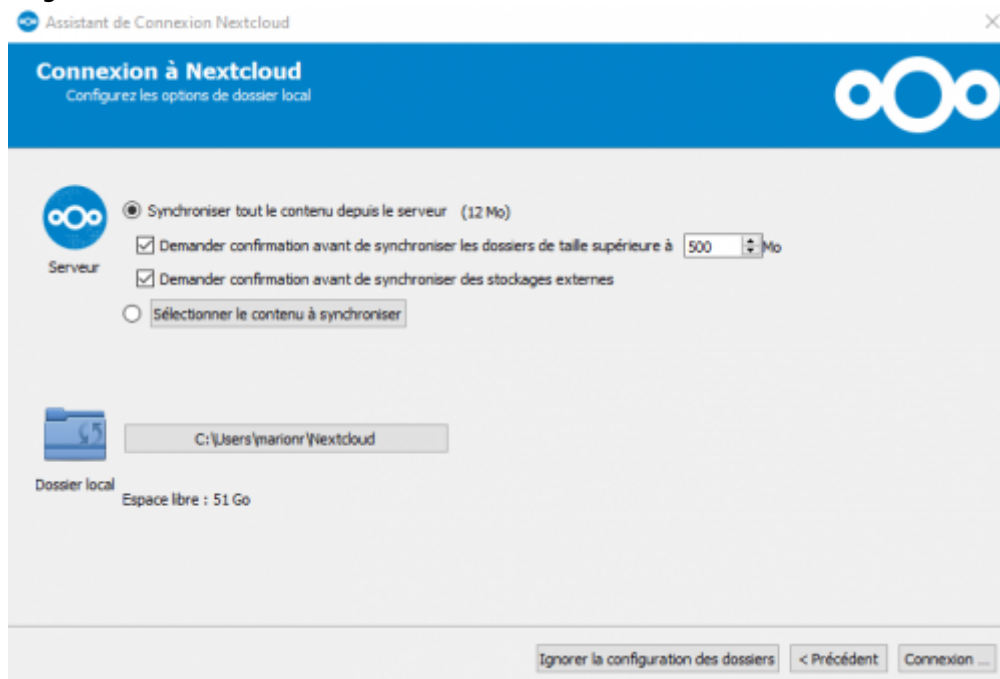 Assistant de Connexion Nextcloud
Connexion à Nextcloud
Configurez les options de dossier local
Synchroniser tout le contenu depuis le serveur (12 Mo)
Demander confirmation avant de synchroniser les dossiers de taille supérieure à 500 Mo
Serveur
Demander confirmation avant de synchroniser des stockages externes
Sélectionner le contenu à synchroniser
C:\Users\marionr\Nextcloud
Dossier local
Espace libre : 51 Go
Ignorer la configuration des dossiers < Précédent Connexion ...